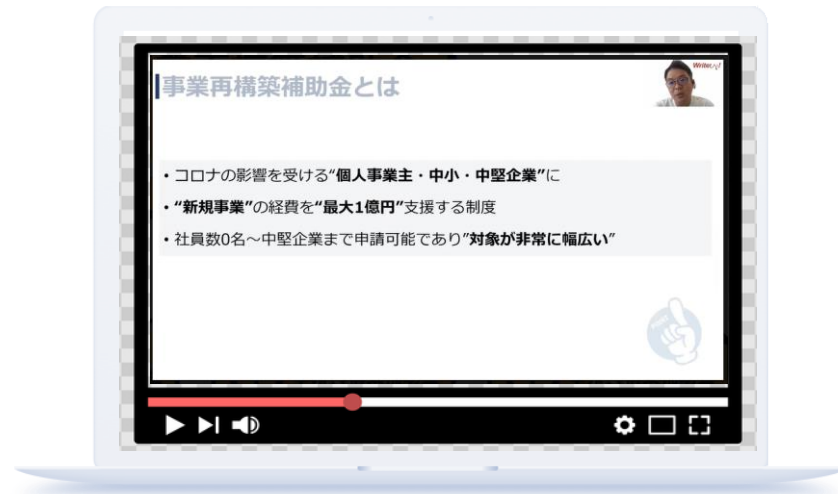 事業再構築補助金とは
WriteUp!
・コロナの影響を受ける“個人事業主・中小・中堅企業”に
・“新規事業”の経費を“最大1億円”支援する制度
・社員数0名～中堅企業まで申請可能であり”対象が非常に幅広い”